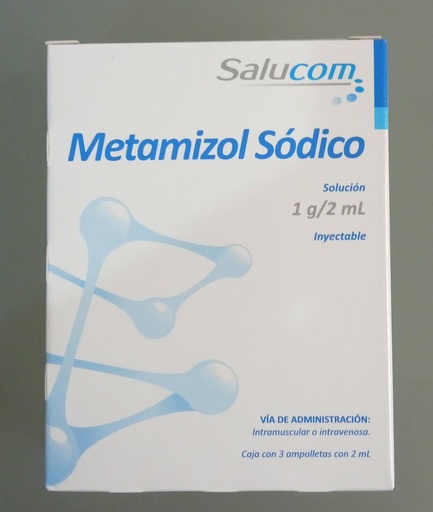 Salucom
Metamizol Sódico
Solución
1 g/2 mL
Inyectable
VÍA DE ADMINISTRACIÓN:
Intramuscular o intravenosa.
Caja con 3 ampolletas con 2 mL